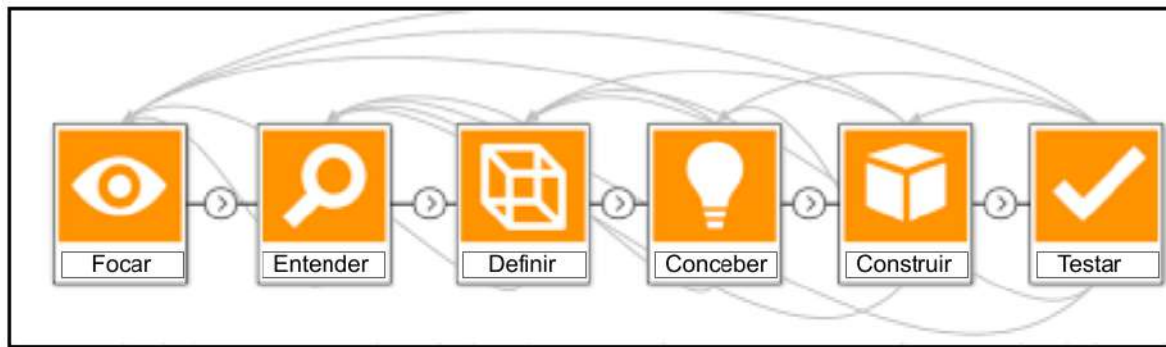 Focar
Entender
Definir
Conceber
Construir
Testar